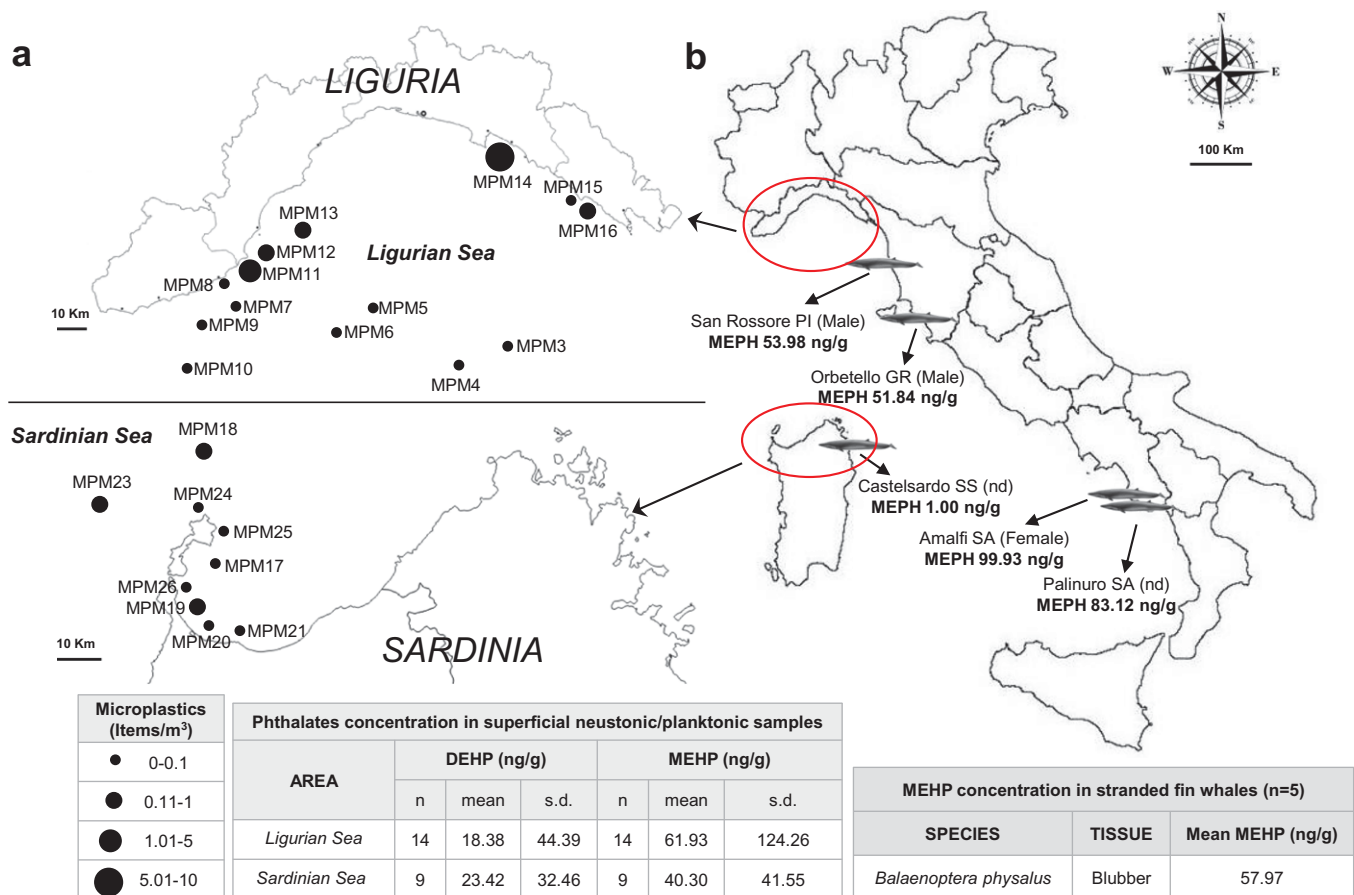 a
LIGURIA
MPM14
MPM15
MPM16
MPM13
MPM12
Ligurian Sea
MPM11
MPM8
MPM7
MPM5
MPM9
MPM6
MPM3
MPM10
MPM4
10 Km
Sardinian Sea
MPM18
MPM23
MPM24
MPM25
MPM17
MPM26
MPM19
MPM20
MPM21
10 Km
SARDINIA
b
N
W
E
S
100 Km
San Rossore PI (Male)
MEPH 53.98 ng/g
Orbetello GR (Male)
MEPH 51.84 ng/g
Castelsardo SS (nd)
MEPH 1.00 ng/g
Amalfi SA (Female)
MEPH 99.93 ng/g
Palinuro SA (nd)
MEPH 83.12 ng/g
Microplastics
(Items/m³)
0-0.1
0.11-1
1.01-5
5.01-10
Phthalates concentration in superficial neustonic/planktonic samples
AREA DEHP (ng/g) MEHP (ng/g)
n mean s.d. n mean s.d.
Ligurian Sea 14 18.38 44.39 14 61.93 124.26
Sardinian Sea 9 23.42 32.46 9 40.30 41.55
MEHP concentration in stranded fin whales (n=5)
SPECIES TISSUE Mean MEHP (ng/g)
Balaenoptera physalus Blubber 57.97